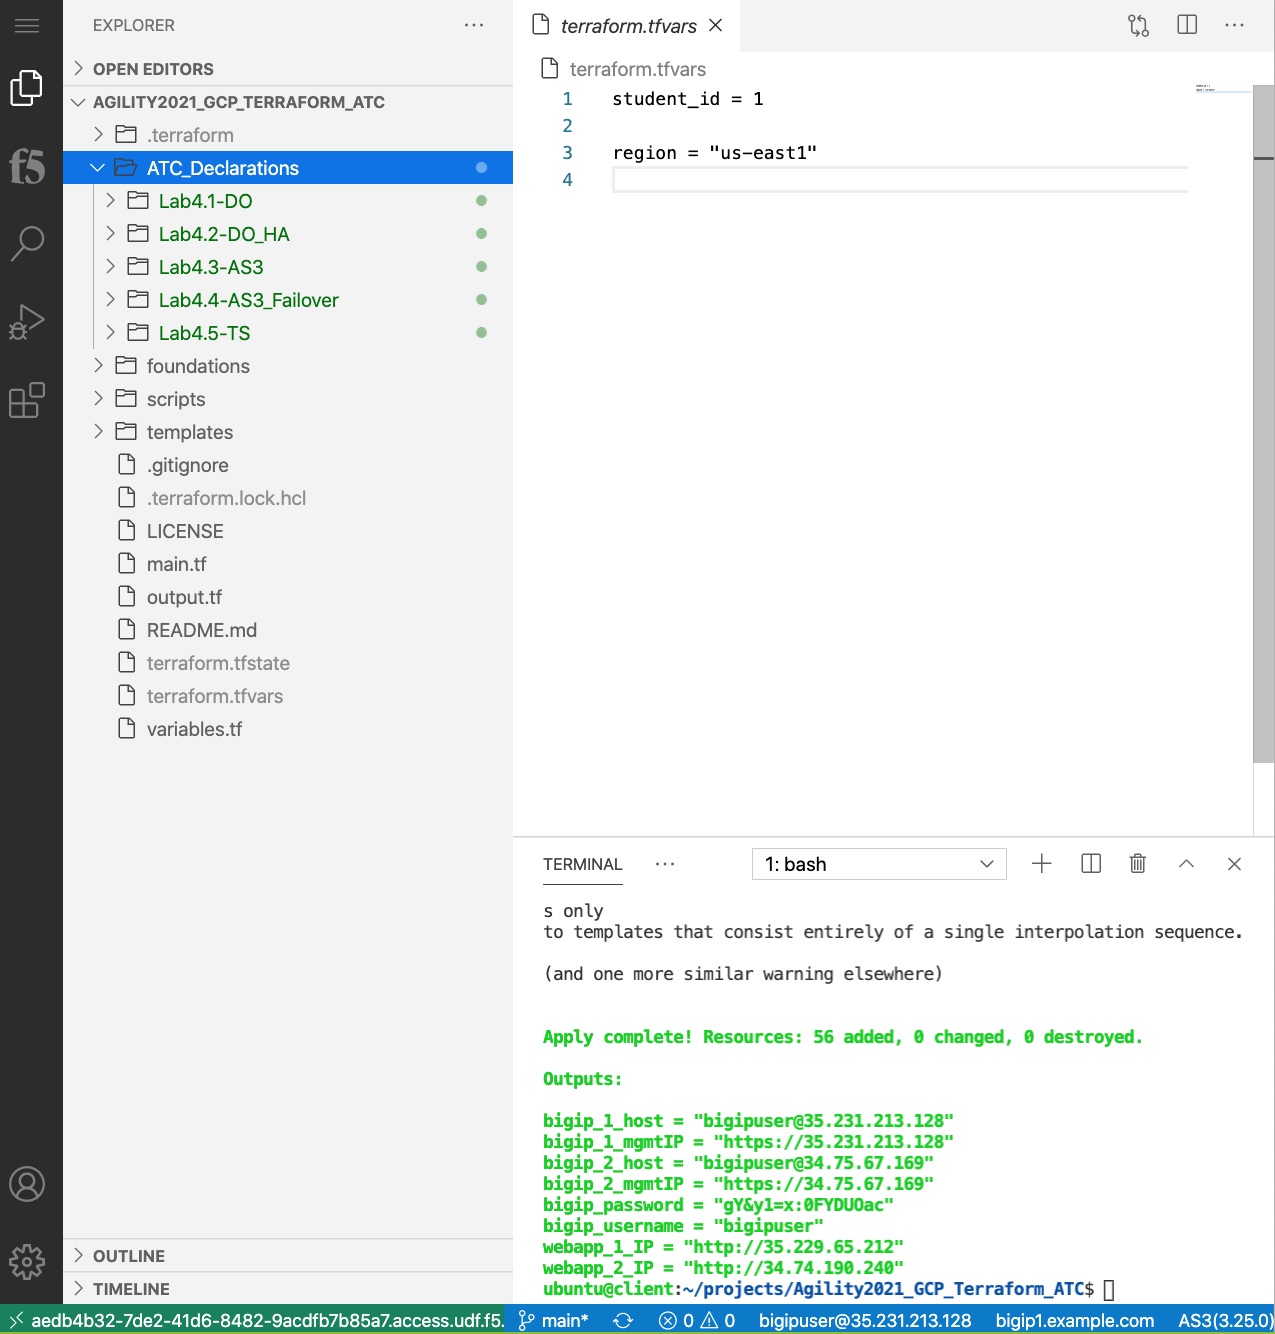 EXPLORER
OPEN EDITORS
AGILITY2021_GCP_TERRAFORM_ATC
.terraform
ATC_Declarations
Lab4.1-DO
Lab4.2-DO_HA
Lab4.3-AS3
Lab4.4-AS3_Failover
Lab4.5-TS
foundations
scripts
templates
.gitignore
.terraform.lock.hcl
LICENSE
main.tf
output.tf
README.md
terraform.tfstate
terraform.tfvars
variables.tf
OUTLINE
TIMELINE
f5
terraform.tfvars
terraform.tfvars
1 student_id = 1
2
3 region = "us-east1"
4
TERMINAL
1: bash
s only
to templates that consist entirely of a single interpolation sequence.
(and one more similar warning elsewhere)
Apply complete! Resources: 56 added, 0 changed, 0 destroyed.
Outputs:
bigip_1_host = "bigipuser@35.231.213.128"
bigip_1_mgmtIP = "https://35.231.213.128"
bigip_2_host = "bigipuser@34.75.67.169"
bigip_2_mgmtIP = "https://34.75.67.169"
bigip_password = "gY&y1=x:0FYDUOac"
bigip_username = "bigipuser"
webapp_1_IP = "http://35.229.65.212"
webapp_2_IP = "http://34.74.190.240"
ubuntu@client:~/projects/Agility2021_GCP_Terraform_ATC$
aedb4b32-7de2-41d6-8482-9acdfb7b85a7.access.udf.f5. main* 0 0 bigipuser@35.231.213.128 bigip1.example.com AS3(3.25.0)